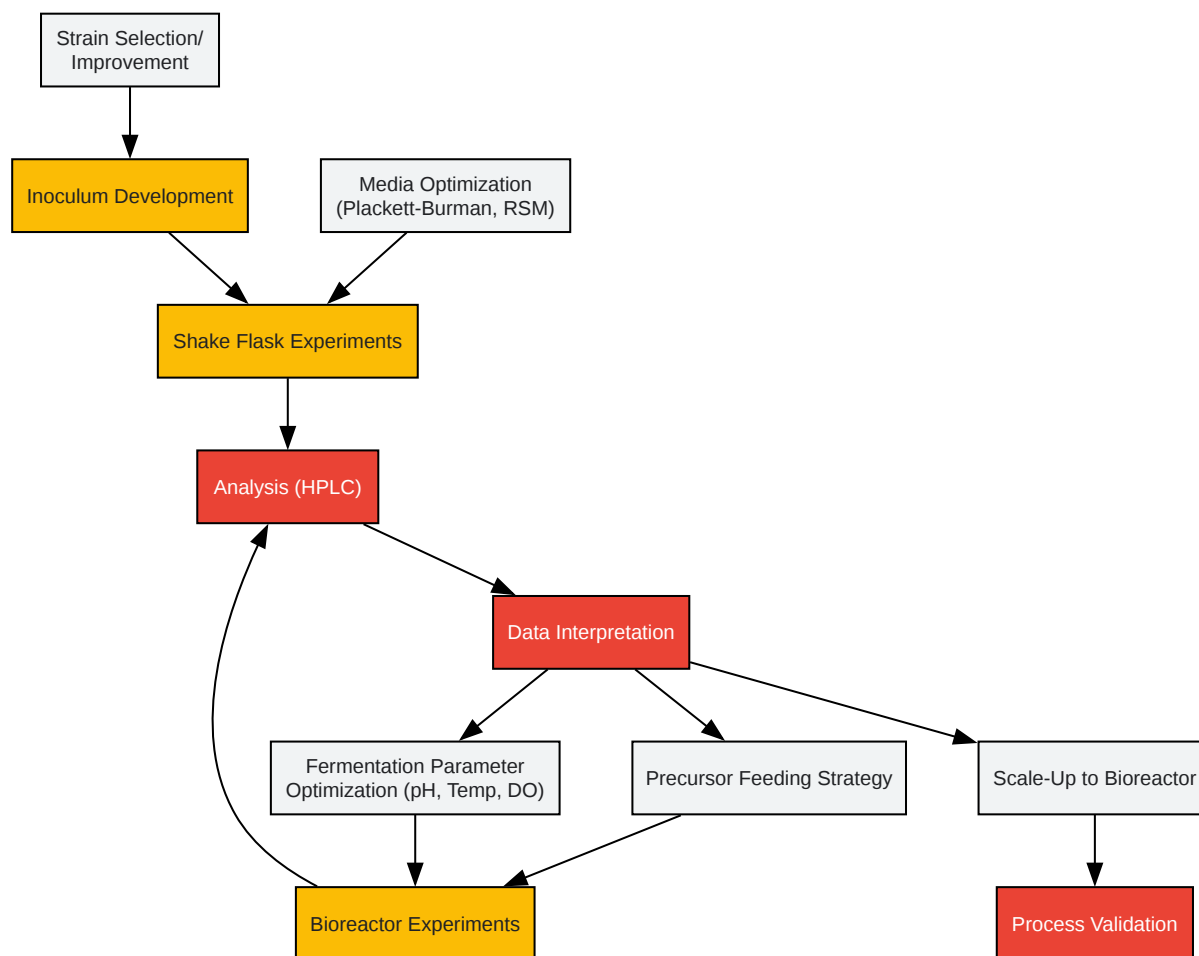 Strain Selection/
Improvement
Inoculum Development
Media Optimization
(Plackett-Burman, RSM)
Shake Flask Experiments
Analysis (HPLC)
Data Interpretation
Fermentation Parameter
Optimization (pH, Temp, DO)
Precursor Feeding Strategy
Scale-Up to Bioreactor
Bioreactor Experiments
Process Validation